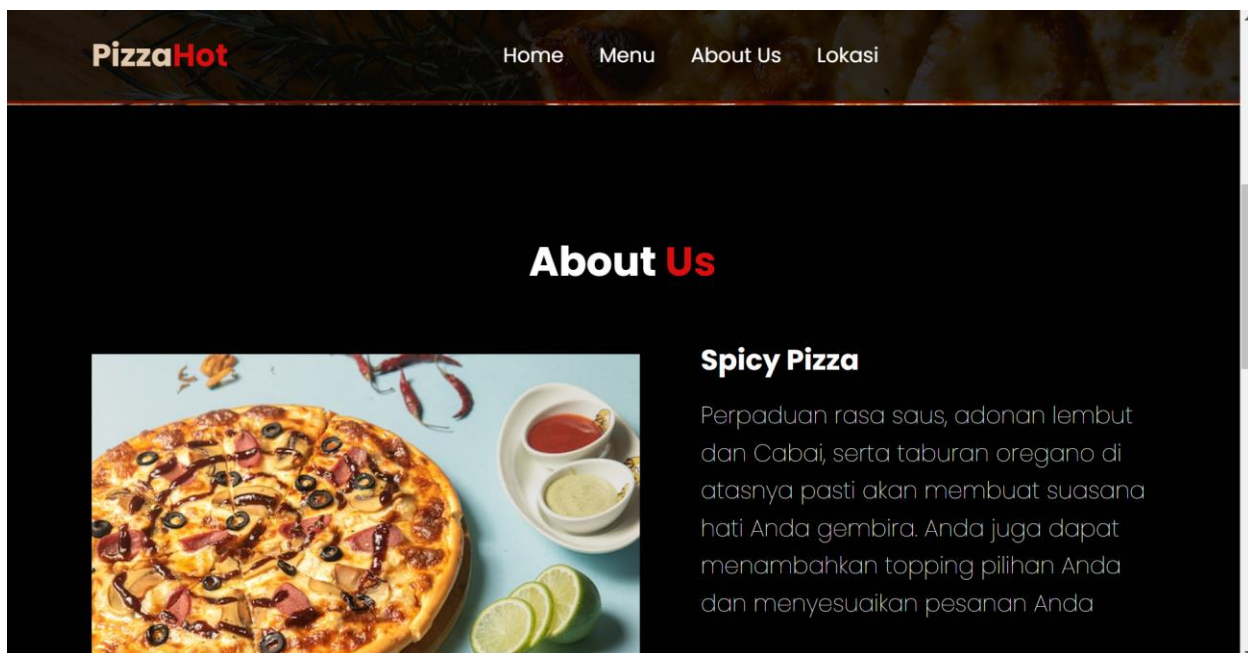 PizzaHot
Home Menu About Us Lokasi
About Us
Spicy Pizza
Perpaduan rasa saus, adonan lembut
dan Cabai, serta taburan oregano di
atasnya pasti akan membuat suasana
hati Anda gembira. Anda juga dapat
menambahkan topping pilihan Anda
dan menyesuaikan pesanan Anda